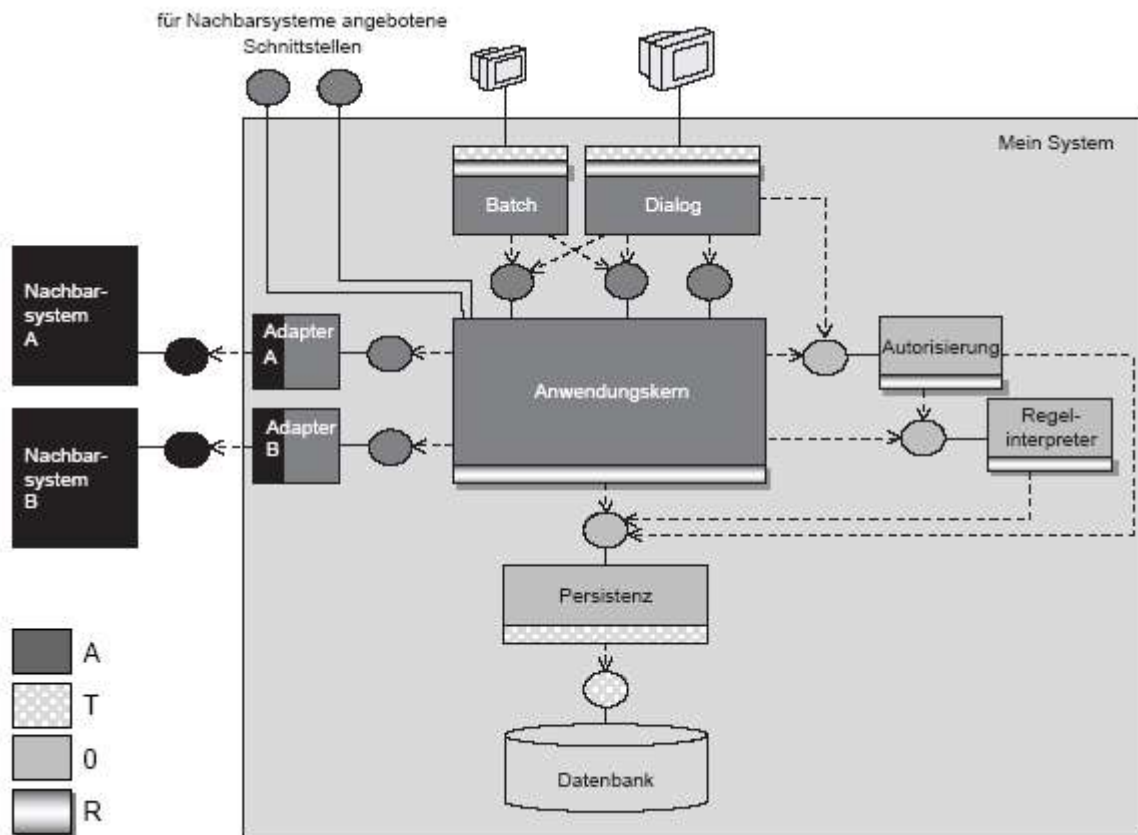 für Nachbarsysteme angebotene
Schnittstellen
Mein System
Batch
Dialog
Nachbar-
system
A
Adapter
A
Anwendungskern
Autorisierung
Regel-
interpreter
Nachbar-
system
B
Adapter
B
Persistenz
Datenbank
A
T
0
R